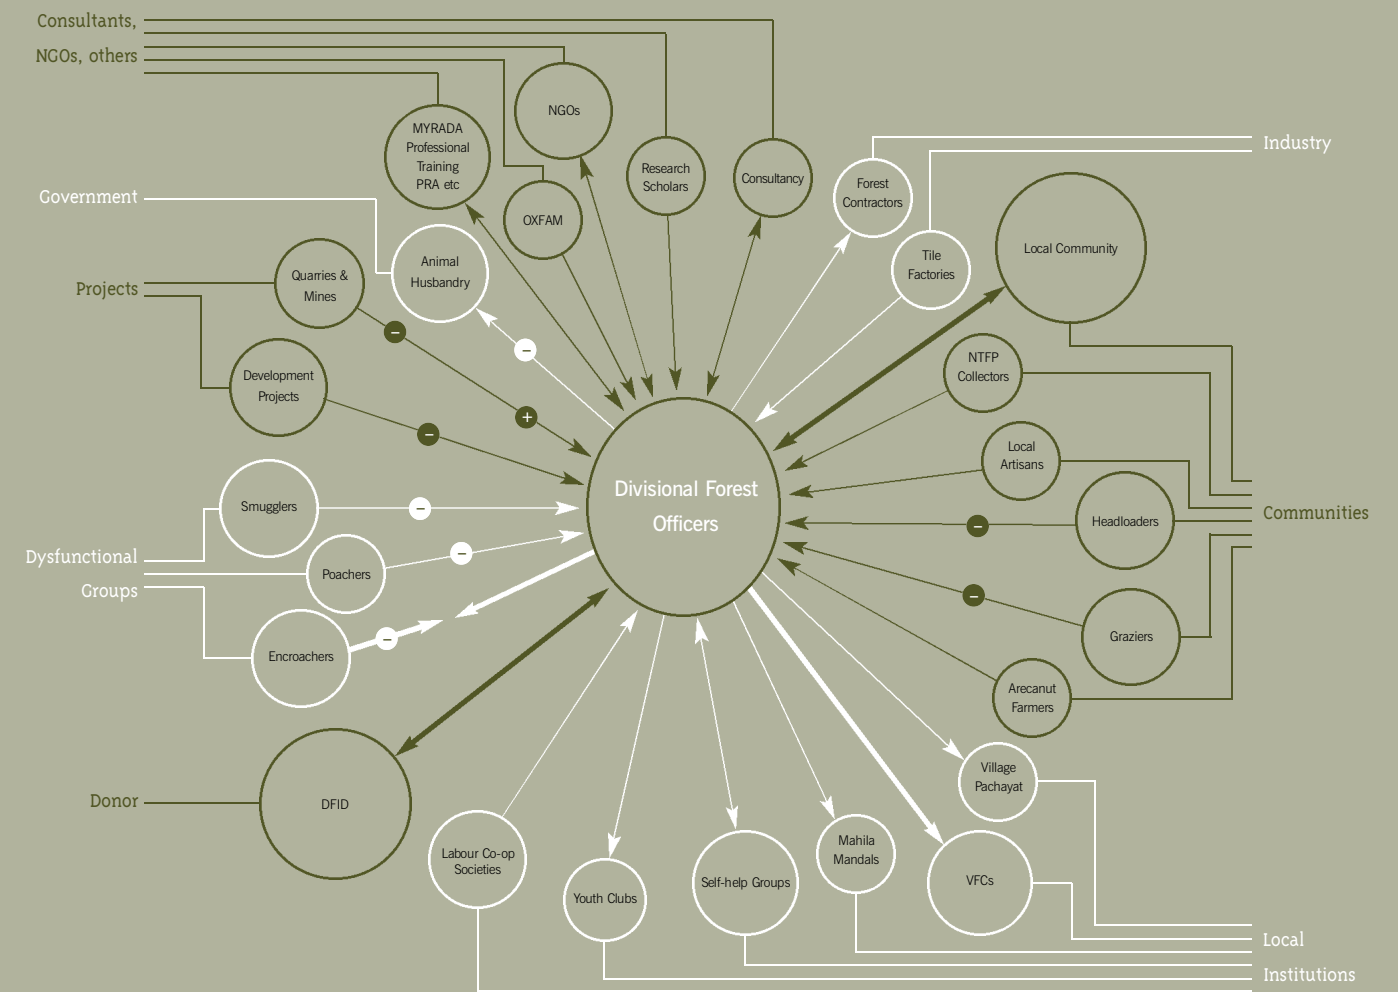 Consultants,
NGOs, others
NGOs
MYRADA
Professional
Training
PRA etc
Research
Scholars
Consultancy
OXFAM
Forest
Contractors
Industry
Government
Animal
Husbandry
Tile
Factories
Local Community
Quarries &
Mines
Projects
–
–
NTFP
Collectors
Development
Projects
+
–
Local
Artisans
Divisional Forest
Officers
Smugglers
–
Communities
Headloaders
–
Dysfunctional
Groups
Poachers
–
–
Graziers
Encroachers
–
Arecanut
Farmers
Village
Pachayat
Donor
DFID
Labour Co-op
Societies
Youth Clubs
Self-help Groups
Mahila
Mandals
VFCs
Local
Institutions